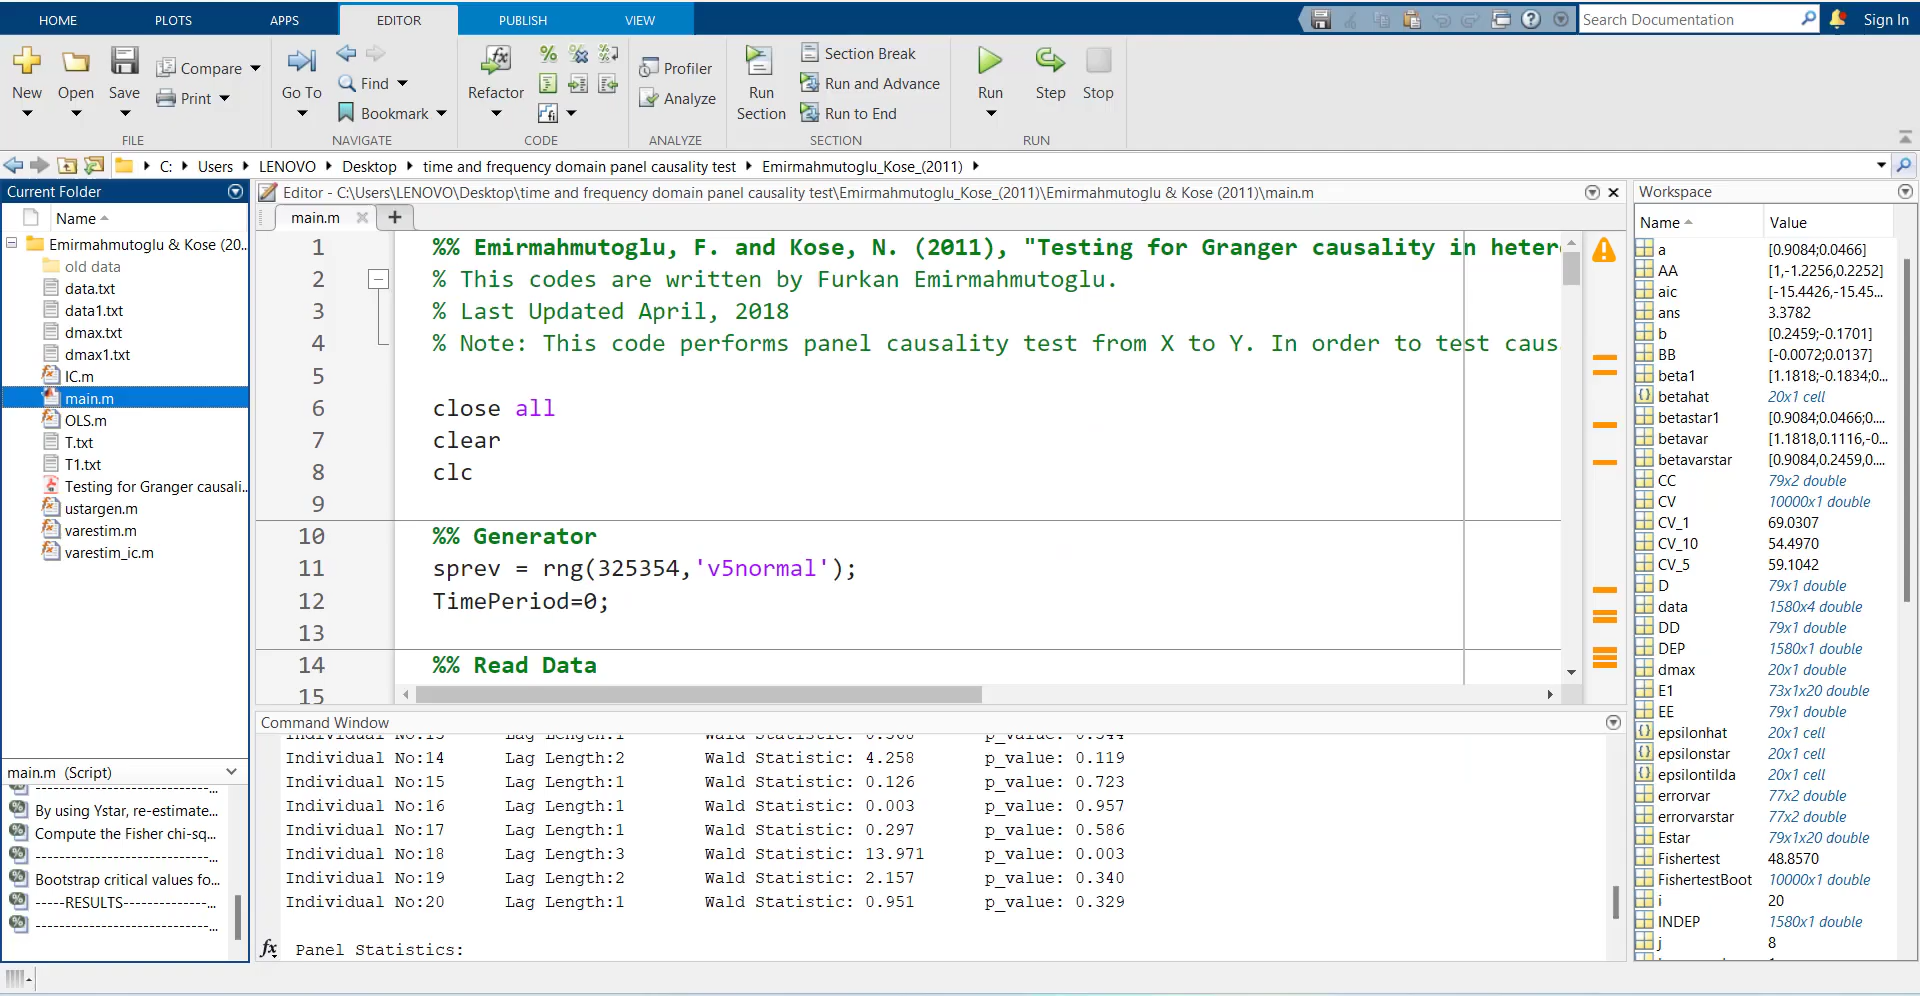 HOME PLOTS APPS EDITOR PUBLISH VIEW Search Documentation Sign In
New Open Save Compare Print
FILE
Go To Find Bookmark
NAVIGATE
Refactor
CODE
Profiler Analyze
ANALYZE
Run Section Section Break Run and Advance Run to End
SECTION
Run Step Stop
RUN
C: Users LENOVO Desktop time and frequency domain panel causality test Emirmahmutoglu_Kose_(2011)
Current Folder
Name
Emirmahmutoglu & Kose (20...
old data
data.txt
data1.txt
dmax.txt
dmax1.txt
IC.m
main.m
OLS.m
T.txt
T1.txt
Testing for Granger causali...
ustargen.m
varestim.m
varestim_ic.m
main.m (Script)
------------------------------...
By using Ystar, re-estimate...
Compute the Fisher chi-sq...
------------------------------...
Bootstrap critical values fo...
-----RESULTS--------------...
------------------------------...
Editor - C:\Users\LENOVO\Desktop\time and frequency domain panel causality test\Emirmahmutoglu_Kose_(2011)\Emirmahmutoglu & Kose (2011)\main.m
main.m
1 %% Emirmahmutoglu, F. and Kose, N. (2011), "Testing for Granger causality in heter
2 % This codes are written by Furkan Emirmahmutoglu.
3 % Last Updated April, 2018
4 % Note: This code performs panel causality test from X to Y. In order to test caus
5
6 close all
7 clear
8 clc
9
10 %% Generator
11 sprev = rng(325354,'v5normal');
12 TimePeriod=0;
13
14 %% Read Data
15
Command Window
Individual No:14 Lag Length:2 Wald Statistic: 4.258 p_value: 0.119
Individual No:15 Lag Length:1 Wald Statistic: 0.126 p_value: 0.723
Individual No:16 Lag Length:1 Wald Statistic: 0.003 p_value: 0.957
Individual No:17 Lag Length:1 Wald Statistic: 0.297 p_value: 0.586
Individual No:18 Lag Length:3 Wald Statistic: 13.971 p_value: 0.003
Individual No:19 Lag Length:2 Wald Statistic: 2.157 p_value: 0.340
Individual No:20 Lag Length:1 Wald Statistic: 0.951 p_value: 0.329
fx Panel Statistics:
Workspace
Name Value
a [0.9084;0.0466]
AA [1,-1.2256,0.2252]
aic [-15.4426,-15.45...
ans 3.3782
b [0.2459;-0.1701]
BB [-0.0072;0.0137]
beta1 [1.1818;-0.1834;0...
betahat 20x1 cell
betastar1 [0.9084;0.0466;0....
betavar [1.1818,0.1116,-0...
betavarstar [0.9084,0.2459,0....
CC 79x2 double
CV 10000x1 double
CV_1 69.0307
CV_10 54.4970
CV_5 59.1042
D 79x1 double
data 1580x4 double
DD 79x1 double
DEP 1580x1 double
dmax 20x1 double
E1 73x1x20 double
EE 79x1 double
epsilonhat 20x1 cell
epsilonstar 20x1 cell
epsilontilda 20x1 cell
errorvar 77x2 double
errorvarstar 77x2 double
Estar 79x1x20 double
Fishertest 48.8570
FishertestBoot 10000x1 double
i 20
INDEP 1580x1 double
j 8